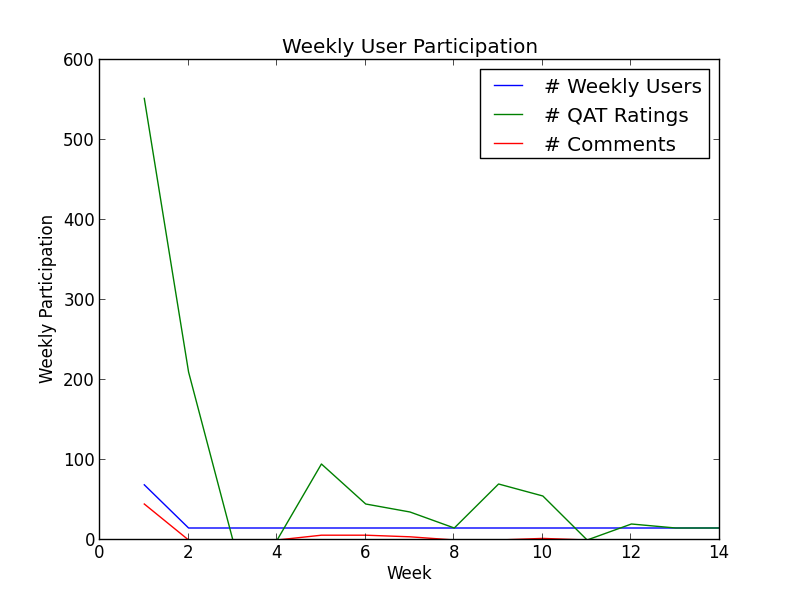 Weekly User Participation
# Weekly Users
# QAT Ratings
# Comments
600
500
400
300
200
100
0
Weekly Participation
0 2 4 6 8 10 12 14
Week